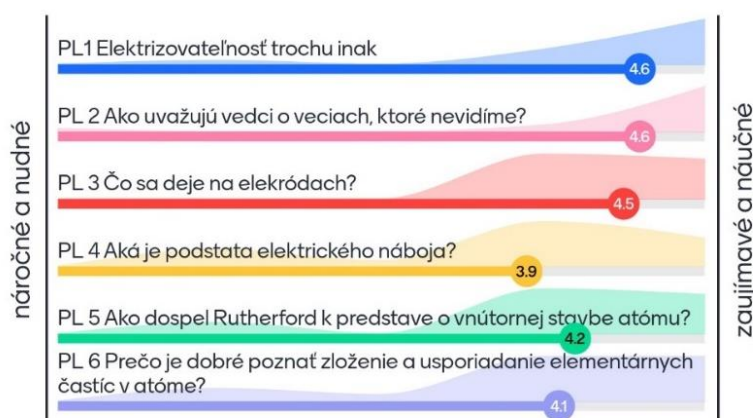 náročné a nudné
PL1 Elektrizovateľnosť trochu inak
4.6
PL 2 Ako uvažujú vedci o veciach, ktoré nevidíme?
4.6
PL 3 Čo sa deje na elekródach?
4.5
PL 4 Aká je podstata elektrického náboja?
3.9
PL 5 Ako dospel Rutherford k predstave o vnútornej stavbe atómu?
4.2
PL 6 Prečo je dobré poznať zloženie a usporiadanie elementárnych
častíc v atóme?
4.1
zaujímavé a náučné